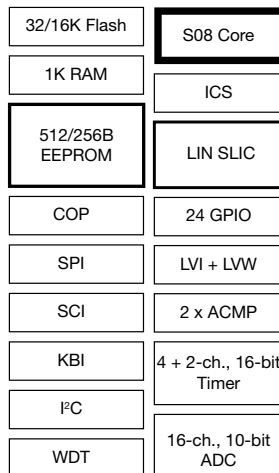 32/16K Flash
1K RAM
512/256B
EEPROM
COP
SPI
SCI
KBI
I²C
WDT
S08 Core
ICS
LIN SLIC
24 GPIO
LVI + LVW
2 x ACMP
4 + 2-ch., 16-bit
Timer
16-ch., 10-bit
ADC